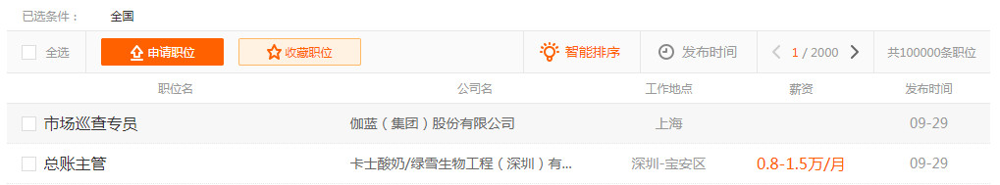 已选条件： 全国
全选 申请职位 收藏职位 智能排序 发布时间 1 / 2000 共100000条职位
职位名 公司名 工作地点 薪资 发布时间
市场巡查专员 伽蓝（集团）股份有限公司 上海 09-29
总账主管 卡士酸奶/绿雪生物工程（深圳）有... 深圳-宝安区 0.8-1.5万/月 09-29